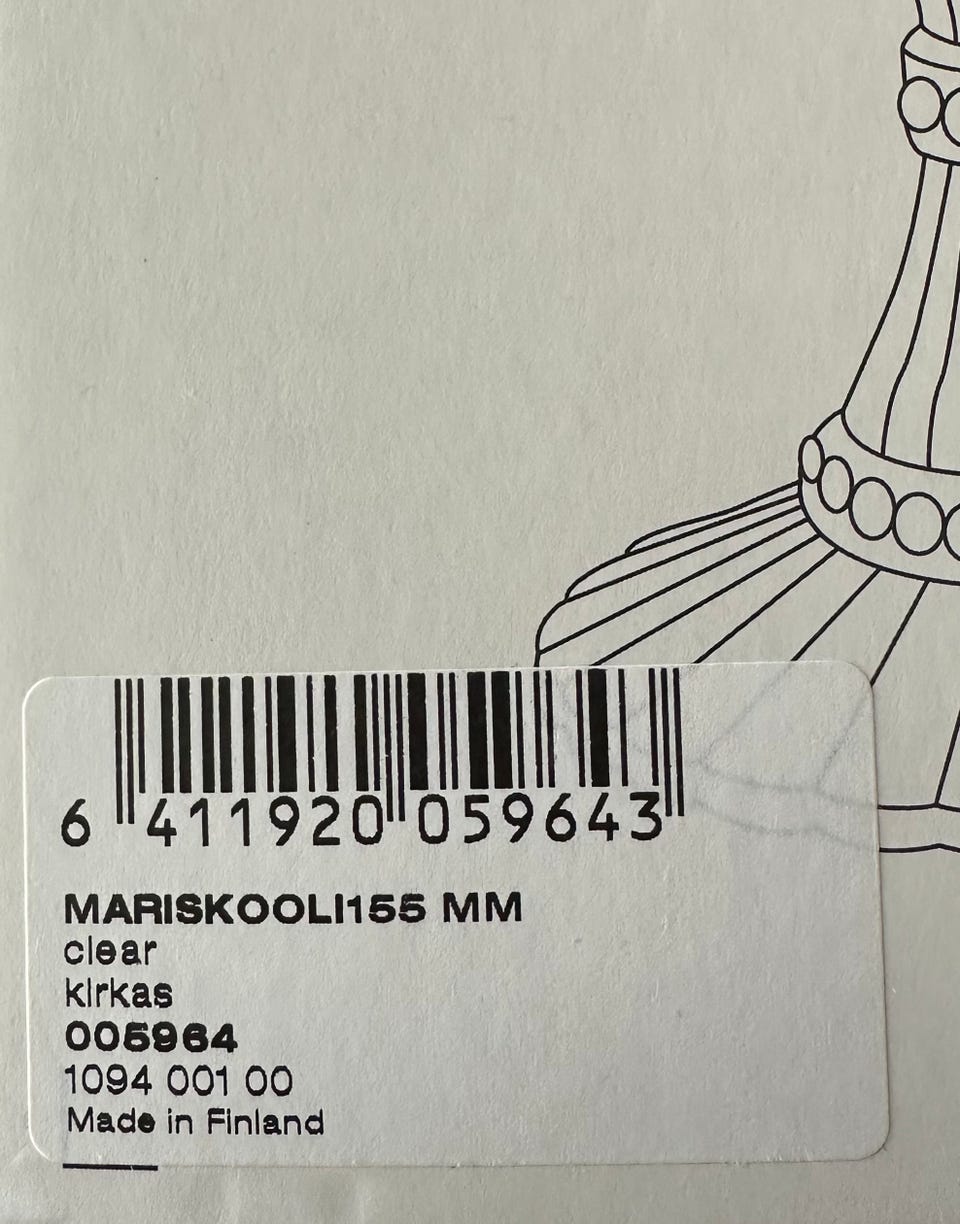 6 411920 059643
MARISKOOLI155 MM
clear
kirkas
005964
1094 001 00
Made in Finland